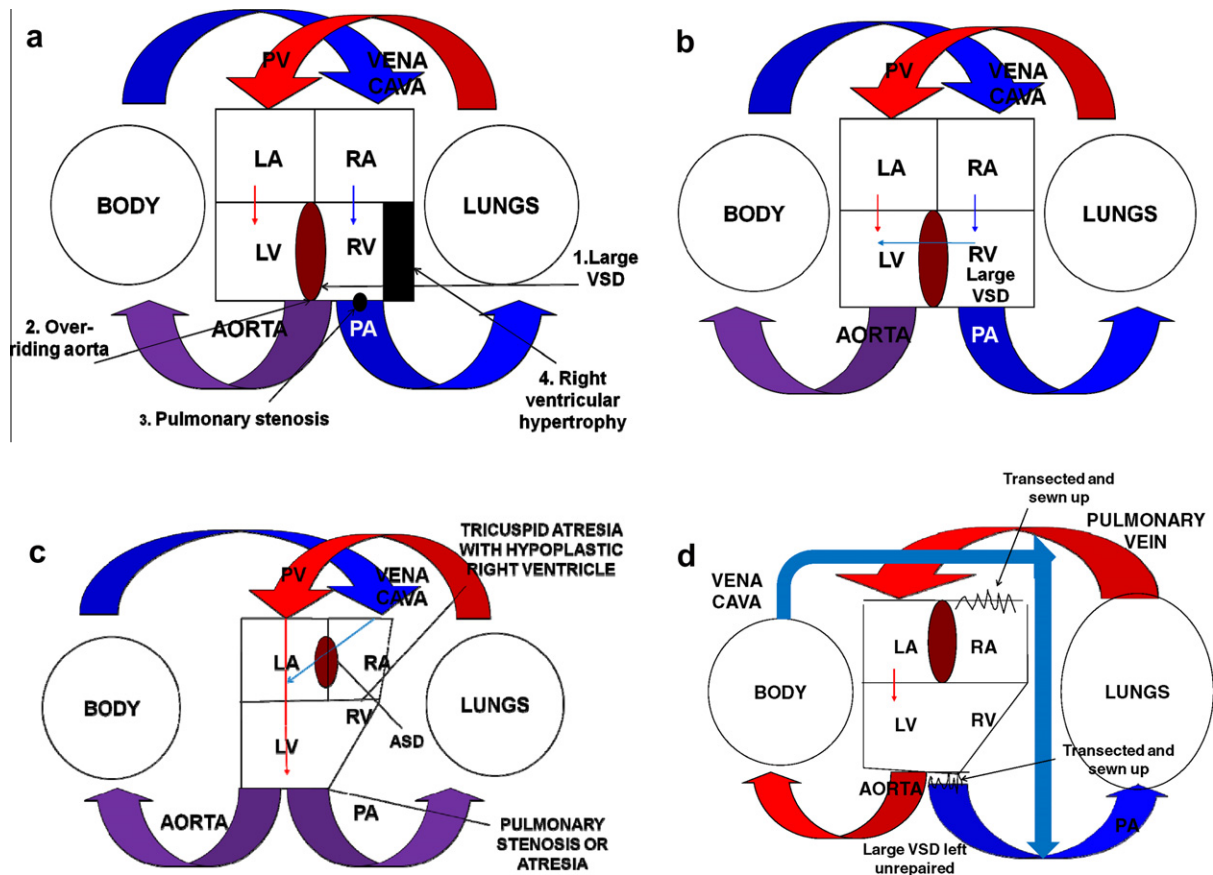 a
PV
VENA
CAVA
LA
RA
BODY
LUNGS
LV
RV
1.Large
VSD
2. Over-
riding aorta
AORTA
PA
3. Pulmonary stenosis
4. Right
ventricular
hypertrophy
b
PV
VENA
CAVA
LA
RA
BODY
LUNGS
LV
RV
Large
VSD
AORTA
PA
c
TRICUSPID ATRESIA
WITH HYPOPLASTIC
RIGHT VENTRICLE
PV
VENA
CAVA
LA
RA
BODY
LUNGS
RV
ASD
LV
AORTA
PA
PULMONARY
STENOSIS OR
ATRESIA
d
Transected and
sewn up
PULMONARY
VEIN
VENA
CAVA
LA
RA
BODY
LUNGS
LV
RV
Transected and
sewn up
AORTA
PA
Large VSD left
unrepaired